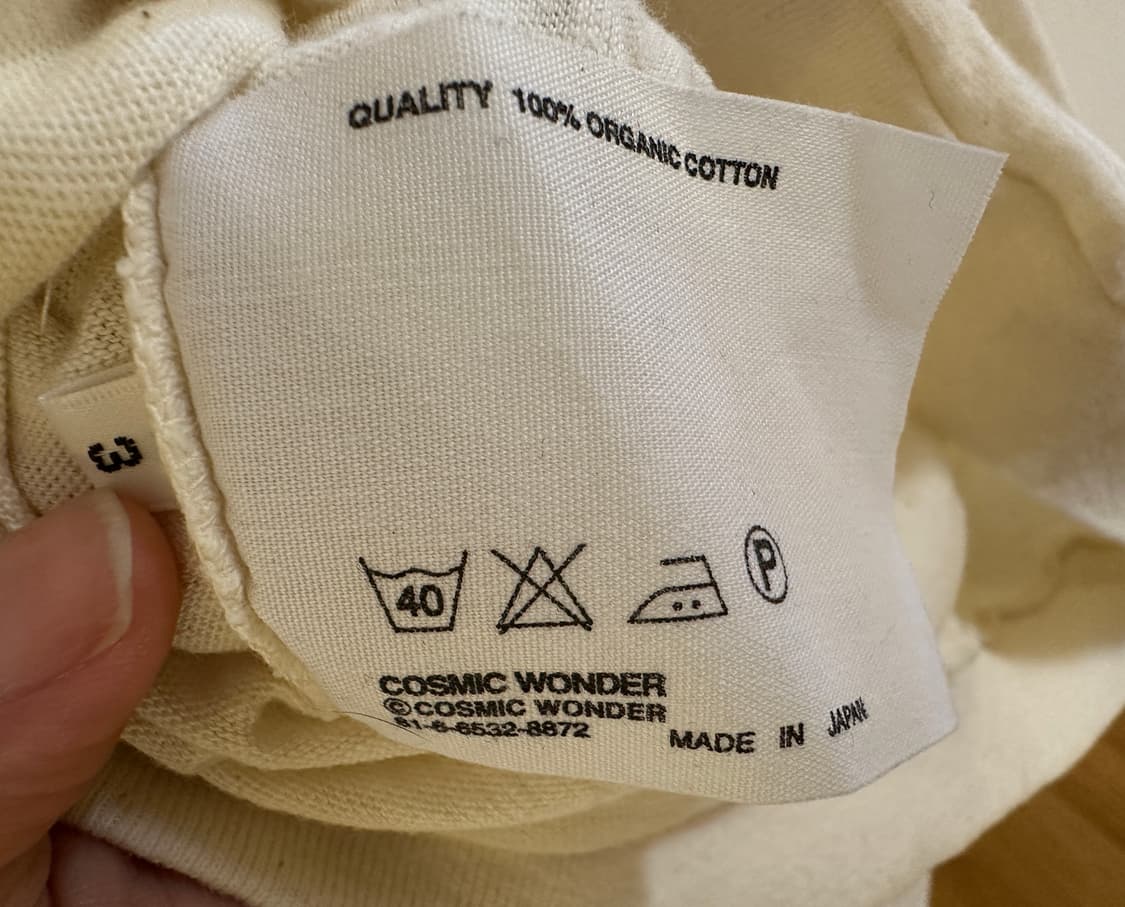 QUALITY 100% ORGANIC COTTON
3
40
P
COSMIC WONDER
©COSMIC WONDER
81-6-6532-8872
MADE IN JAPAN